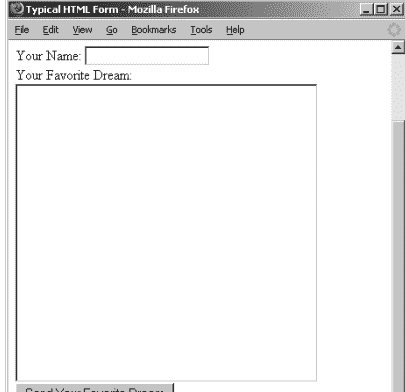 Typical HTML Form - Mozilla Firefox
File Edit View Go Bookmarks Tools Help
Your Name:
Your Favorite Dream:
Send Your Favorite Dream